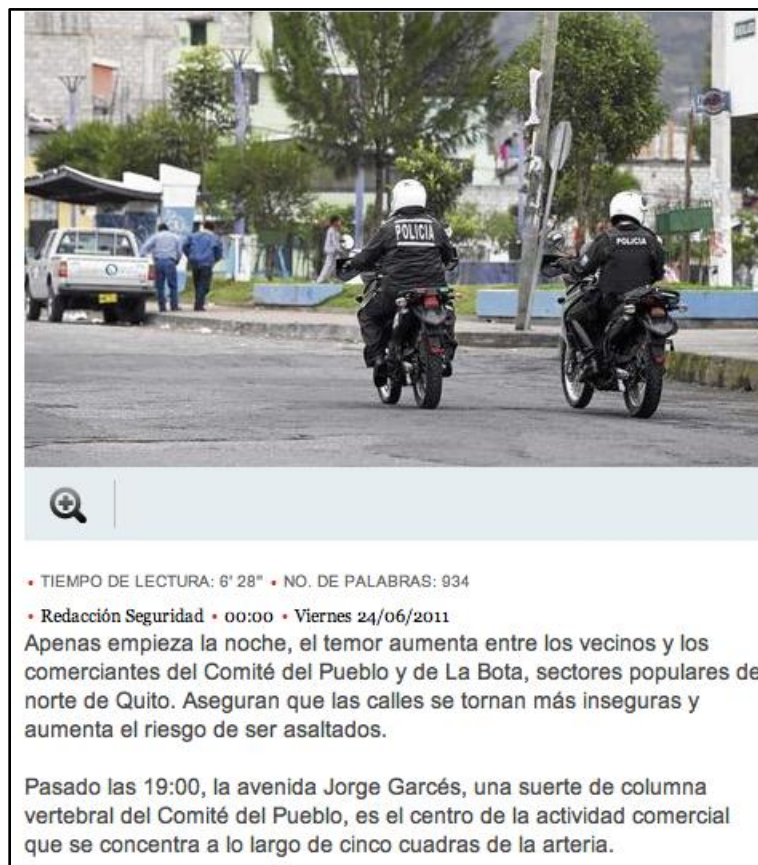 POLICIA
POLICIA
• TIEMPO DE LECTURA: 6' 28" • NO. DE PALABRAS: 934
• Redacción Seguridad • 00:00 • Viernes 24/06/2011
Apenas empieza la noche, el temor aumenta entre los vecinos y los
comerciantes del Comité del Pueblo y de La Bota, sectores populares de
norte de Quito. Aseguran que las calles se tornan más inseguras y
aumenta el riesgo de ser asaltados.
Pasado las 19:00, la avenida Jorge Garcés, una suerte de columna
vertebral del Comité del Pueblo, es el centro de la actividad comercial
que se concentra a lo largo de cinco cuadras de la arteria.